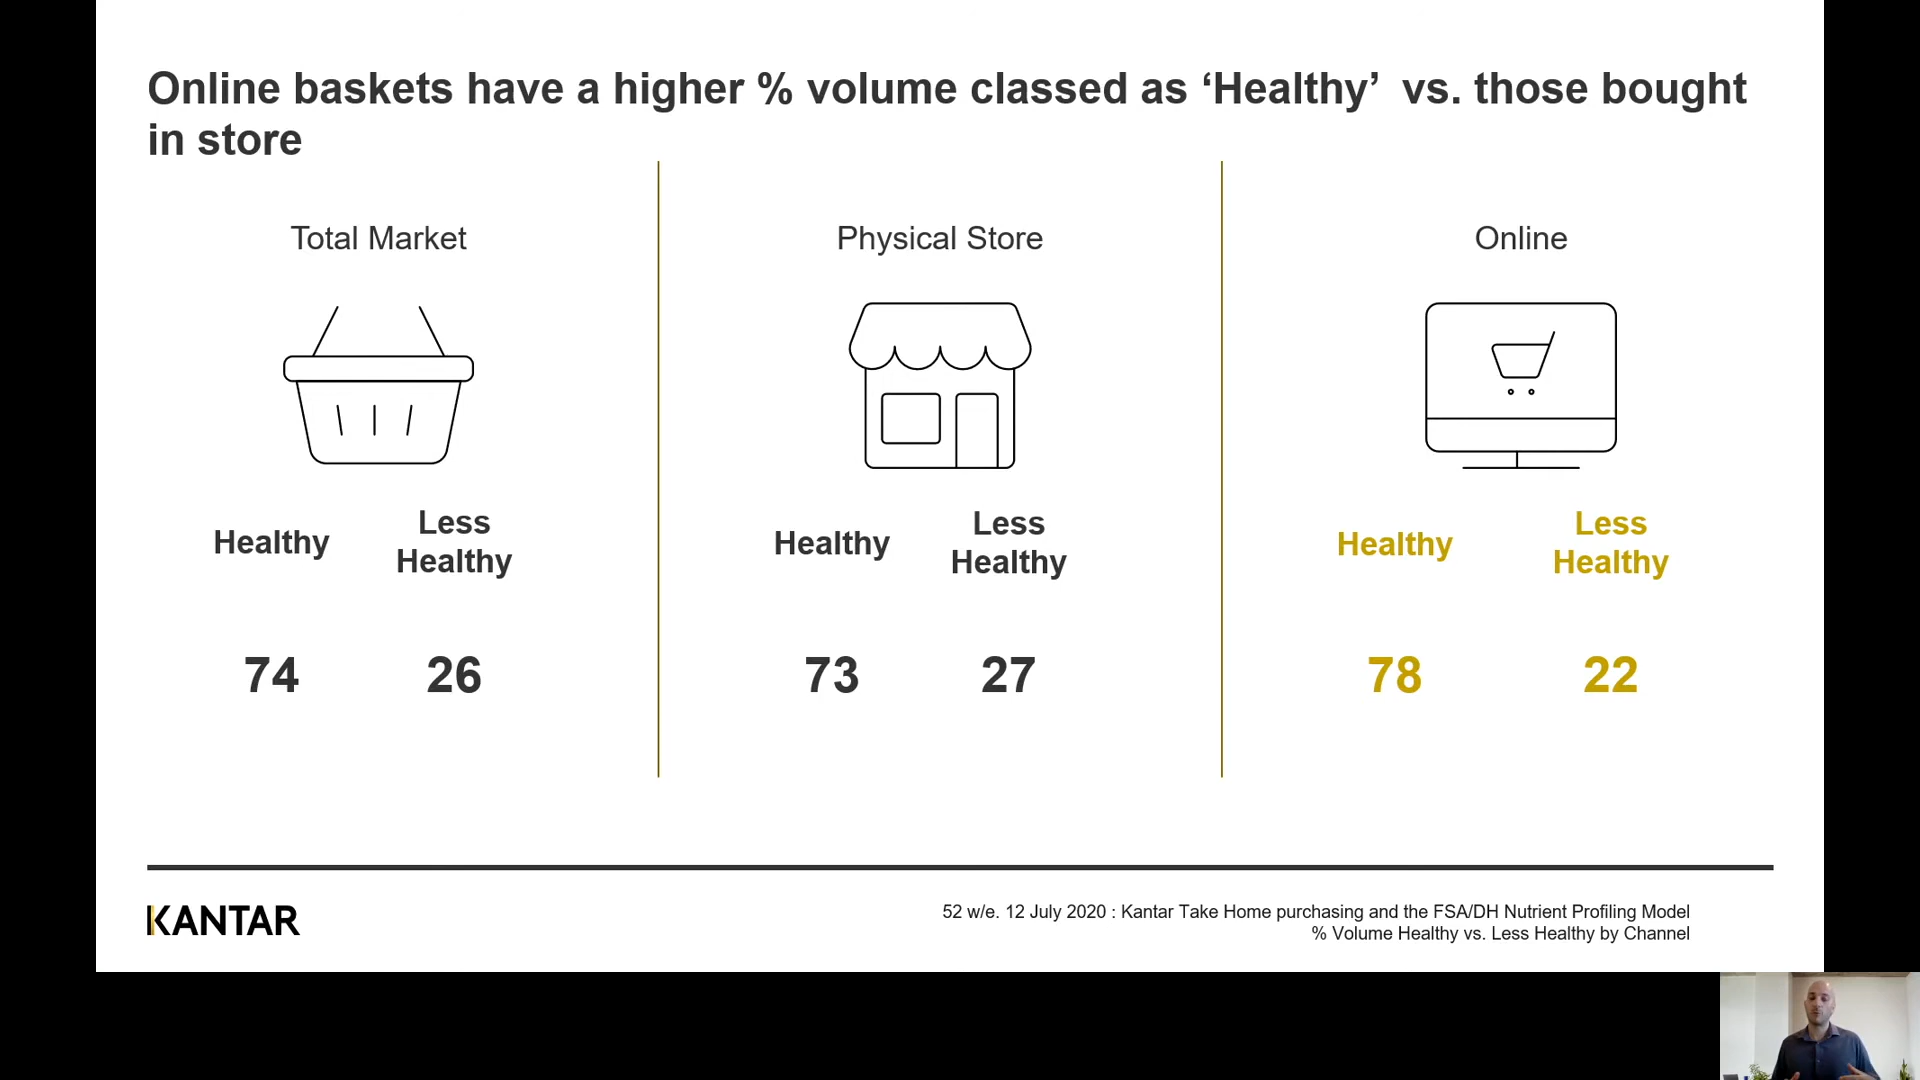 Online baskets have a higher % volume classed as ‘Healthy’ vs. those bought
in store
Total Market
Physical Store
Online
Healthy
Less
Healthy
Healthy
Less
Healthy
Healthy
Less
Healthy
74
26
73
27
78
22
KANTAR
52 w/e. 12 July 2020 : Kantar Take Home purchasing and the FSA/DH Nutrient Profiling Model
% Volume Healthy vs. Less Healthy by Channel